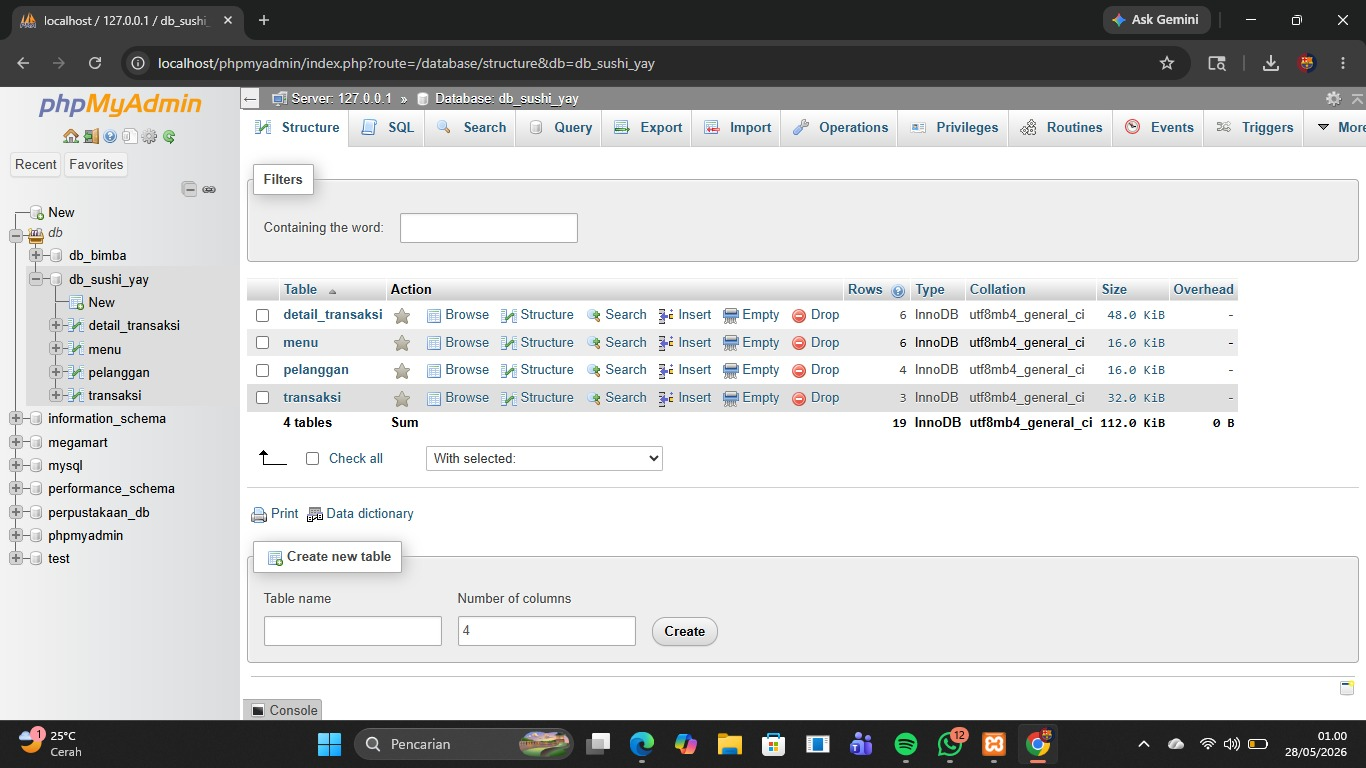 localhost / 127.0.0.1 / db_sushi_
Ask Gemini
localhost/phpmyadmin/index.php?route=/database/structure&db=db_sushi_yay
phpMyAdmin
Recent Favorites
New
db
db_bimba
db_sushi_yay
New
detail_transaksi
menu
pelanggan
transaksi
information_schema
megamart
mysql
performance_schema
perpustakaan_db
phpmyadmin
test
Server: 127.0.0.1 » Database: db_sushi_yay
Structure SQL Search Query Export Import Operations Privileges Routines Events Triggers More
Filters
Containing the word:
Table Action Rows Type Collation Size Overhead
detail_transaksi Browse Structure Search Insert Empty Drop 6 InnoDB utf8mb4_general_ci 48.0 KiB -
menu Browse Structure Search Insert Empty Drop 6 InnoDB utf8mb4_general_ci 16.0 KiB -
pelanggan Browse Structure Search Insert Empty Drop 4 InnoDB utf8mb4_general_ci 16.0 KiB -
transaksi Browse Structure Search Insert Empty Drop 3 InnoDB utf8mb4_general_ci 32.0 KiB -
4 tables Sum 19 InnoDB utf8mb4_general_ci 112.0 KiB 0 B
Check all With selected:
Print Data dictionary
Create new table
Table name Number of columns
4 Create
Console
1 25°C
Cerah
Pencarian
12
01.00
28/05/2026